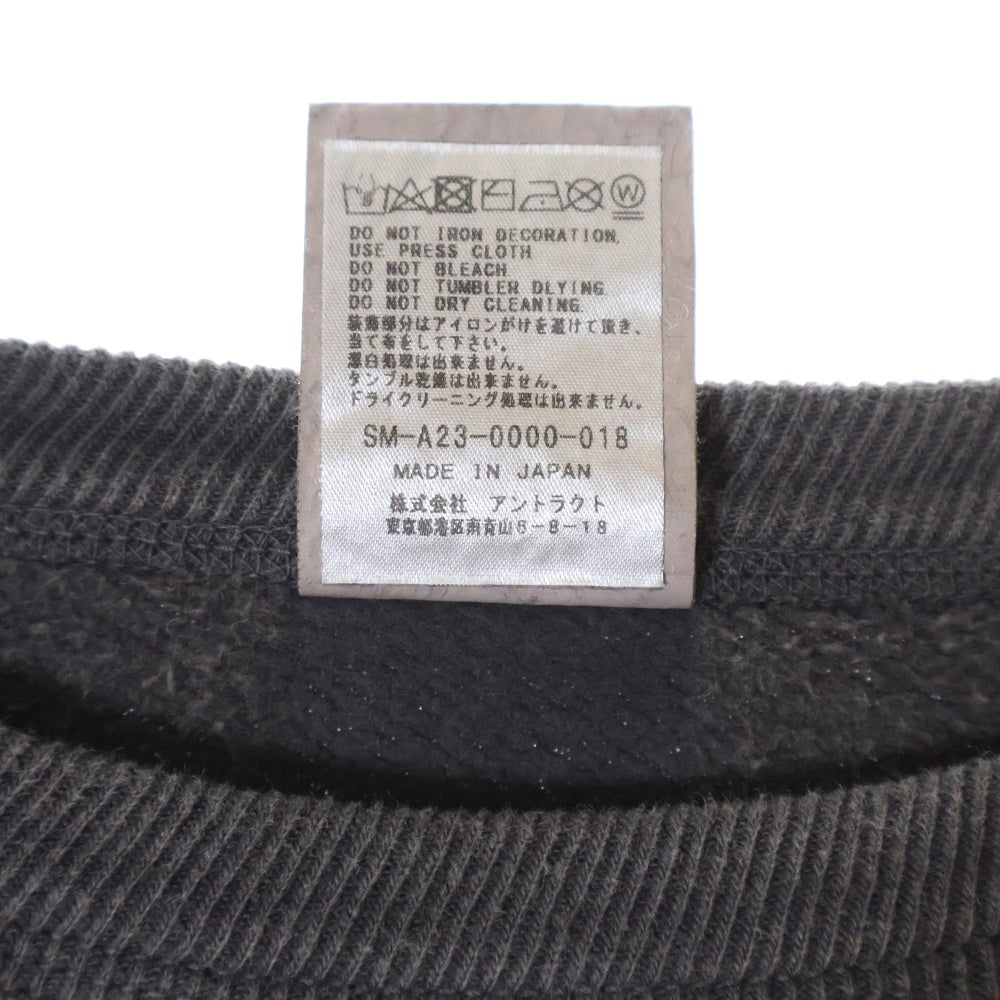 W
DO NOT IRON DECORATION.
USE PRESS CLOTH
DO NOT BLEACH
DO NOT TUMBLER DLYING.
DO NOT DRY CLEANING.
装飾部分はアイロンがけを避けて頂き、
当て布をして下さい。
漂白処理は出来ません。
タンブル乾燥は出来ません。
ドライクリーニング処理は出来ません。
SM-A23-0000-018
MADE IN JAPAN
株式会社 アントラクト
東京都港区南青山6-8-18